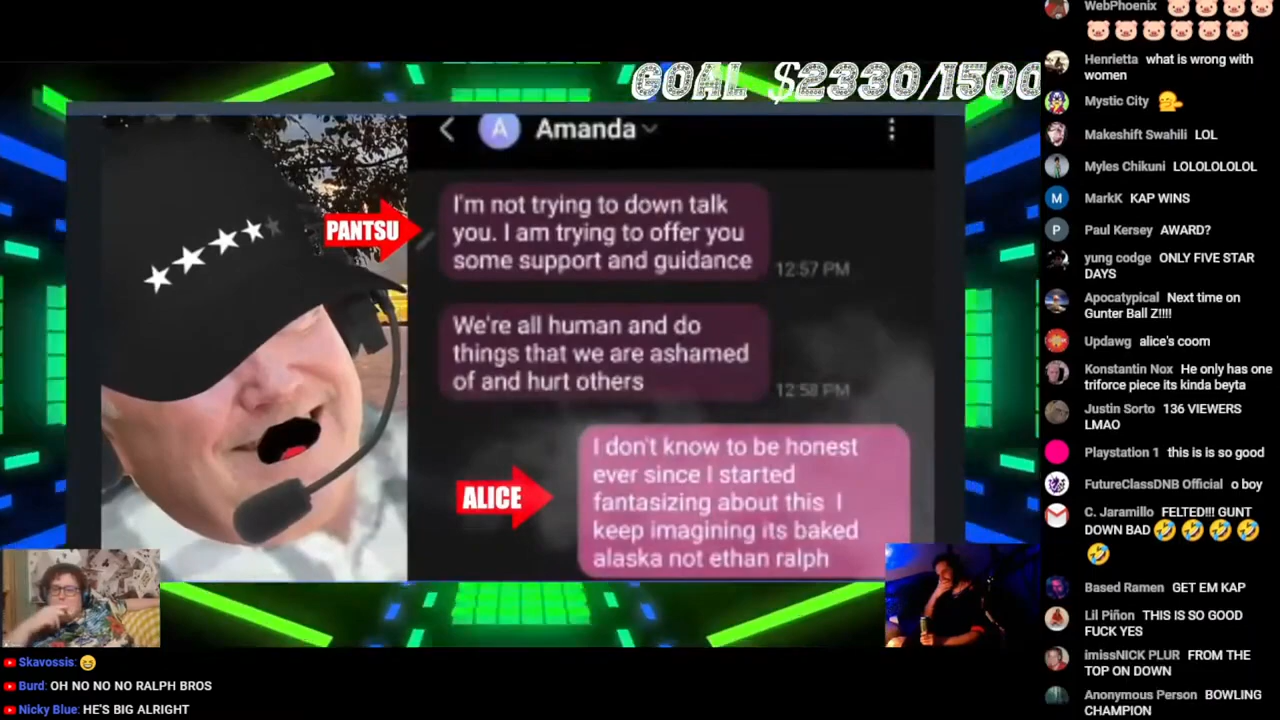 GOAL $2330/1500
A Amanda
PANTSU
I'm not trying to down talk
you. I am trying to offer you
some support and guidance
12:57 PM
We're all human and do
things that we are ashamed
of and hurt others
12:58 PM
ALICE
I don't know to be honest
ever since I started
fantasizing about this I
keep imagining its baked
alaska not ethan ralph
Skavossis:
Burd: OH NO NO NO RALPH BROS
Nicky Blue: HE'S BIG ALRIGHT
WebPhoenix
Henrietta what is wrong with
women
Mystic City
Makeshift Swahili LOL
Myles Chikuni LOLOLOLOLOL
M MarkK KAP WINS
P Paul Kersey AWARD?
yung codge ONLY FIVE STAR
DAYS
Apocatypical Next time on
Gunter Ball Z!!!!
Updawg alice's coom
Konstantin Nox He only has one
triforce piece its kinda beyta
Justin Sorto 136 VIEWERS
LMAO
Playstation 1 this is is so good
FutureClassDNB Official o boy
C. Jaramillo FELTED!!! GUNT
DOWN BAD
Based Ramen GET EM KAP
Lil Piñon THIS IS SO GOOD
FUCK YES
imissNICK PLUR FROM THE
TOP ON DOWN
Anonymous Person BOWLING
CHAMPION